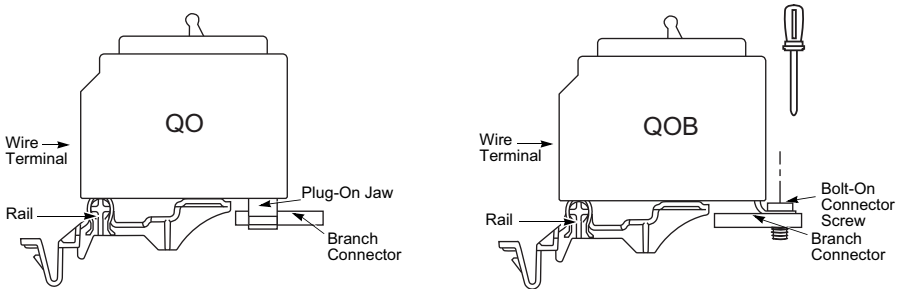 QO
Wire
Terminal
Plug-On Jaw
Rail
Branch
Connector
QOB
Wire
Terminal
Bolt-On
Connector
Screw
Rail
Branch
Connector